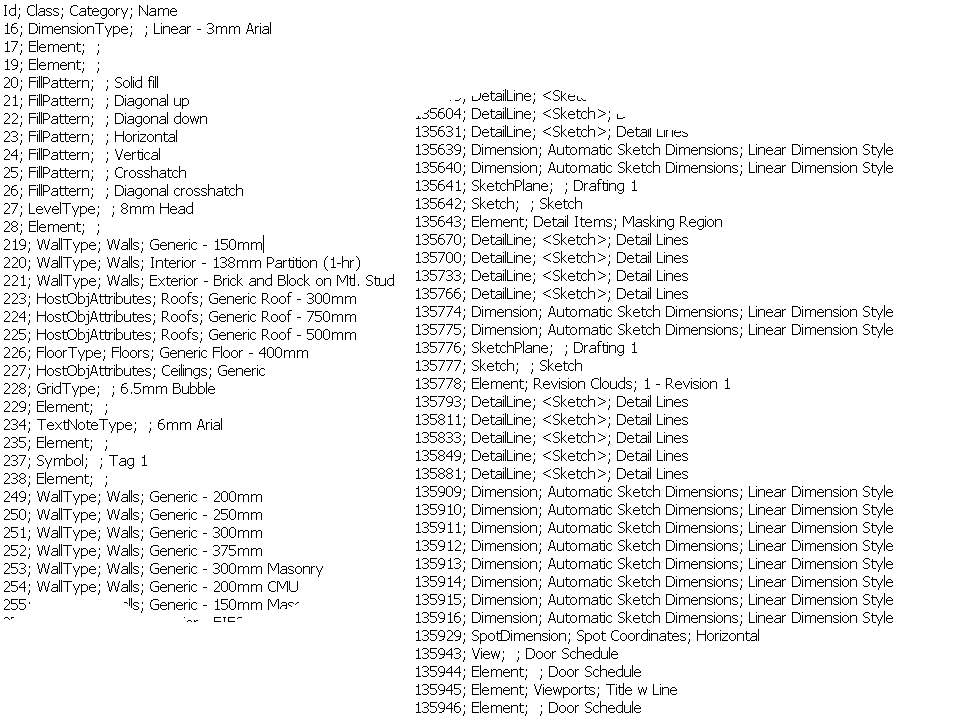 Id; Class; Category; Name
16; DimensionType;  ; Linear - 3mm Arial
17; Element;  ;
19; Element;  ;
20; FillPattern;  ; Solid fill
21; FillPattern;  ; Diagonal up
22; FillPattern;  ; Diagonal down
23; FillPattern;  ; Horizontal
24; FillPattern;  ; Vertical
25; FillPattern;  ; Crosshatch
26; FillPattern;  ; Diagonal crosshatch
27; LevelType;  ; 8mm Head
28; Element;  ;
219; WallType; Walls; Generic - 150mm
220; WallType; Walls; Interior - 138mm Partition (1-hr)
221; WallType; Walls; Exterior - Brick and Block on Mtl. Stud
223; HostObjAttributes; Roofs; Generic Roof - 300mm
224; HostObjAttributes; Roofs; Generic Roof - 750mm
225; HostObjAttributes; Roofs; Generic Roof - 500mm
226; FloorType; Floors; Generic Floor - 400mm
227; HostObjAttributes; Ceilings; Generic
228; GridType;  ; 6.5mm Bubble
229; Element;  ;
234; TextNoteType;  ; 6mm Arial
235; Element;  ;
237; Symbol;  ; Tag 1
238; Element;  ;
249; WallType; Walls; Generic - 200mm
250; WallType; Walls; Generic - 250mm
251; WallType; Walls; Generic - 300mm
252; WallType; Walls; Generic - 375mm
253; WallType; Walls; Generic - 300mm Masonry
254; WallType; Walls; Generic - 200mm CMU
255 Generic - 150mm
DetailLine;
135604; DetailLine; <Sketch>;
135631; DetailLine; <Sketch>; Detail Lines
135639; Dimension; Automatic Sketch Dimensions; Linear Dimension Style
135640; Dimension; Automatic Sketch Dimensions; Linear Dimension Style
135641; SketchPlane;  ; Drafting 1
135642; Sketch;  ; Sketch
135643; Element; Detail Items; Masking Region
135670; DetailLine; <Sketch>; Detail Lines
135700; DetailLine; <Sketch>; Detail Lines
135733; DetailLine; <Sketch>; Detail Lines
135766; DetailLine; <Sketch>; Detail Lines
135774; Dimension; Automatic Sketch Dimensions; Linear Dimension Style
135775; Dimension; Automatic Sketch Dimensions; Linear Dimension Style
135776; SketchPlane;  ; Drafting 1
135777; Sketch;  ; Sketch
135778; Element; Revision Clouds; 1 - Revision 1
135793; DetailLine; <Sketch>; Detail Lines
135811; DetailLine; <Sketch>; Detail Lines
135833; DetailLine; <Sketch>; Detail Lines
135849; DetailLine; <Sketch>; Detail Lines
135881; DetailLine; <Sketch>; Detail Lines
135909; Dimension; Automatic Sketch Dimensions; Linear Dimension Style
135910; Dimension; Automatic Sketch Dimensions; Linear Dimension Style
135911; Dimension; Automatic Sketch Dimensions; Linear Dimension Style
135912; Dimension; Automatic Sketch Dimensions; Linear Dimension Style
135913; Dimension; Automatic Sketch Dimensions; Linear Dimension Style
135914; Dimension; Automatic Sketch Dimensions; Linear Dimension Style
135915; Dimension; Automatic Sketch Dimensions; Linear Dimension Style
135916; Dimension; Automatic Sketch Dimensions; Linear Dimension Style
135929; SpotDimension; Spot Coordinates; Horizontal
135943; View;  ; Door Schedule
135944; Element;  ; Door Schedule
135945; Element; Viewports; Title w Line
135946; Element;  ; Door Schedule